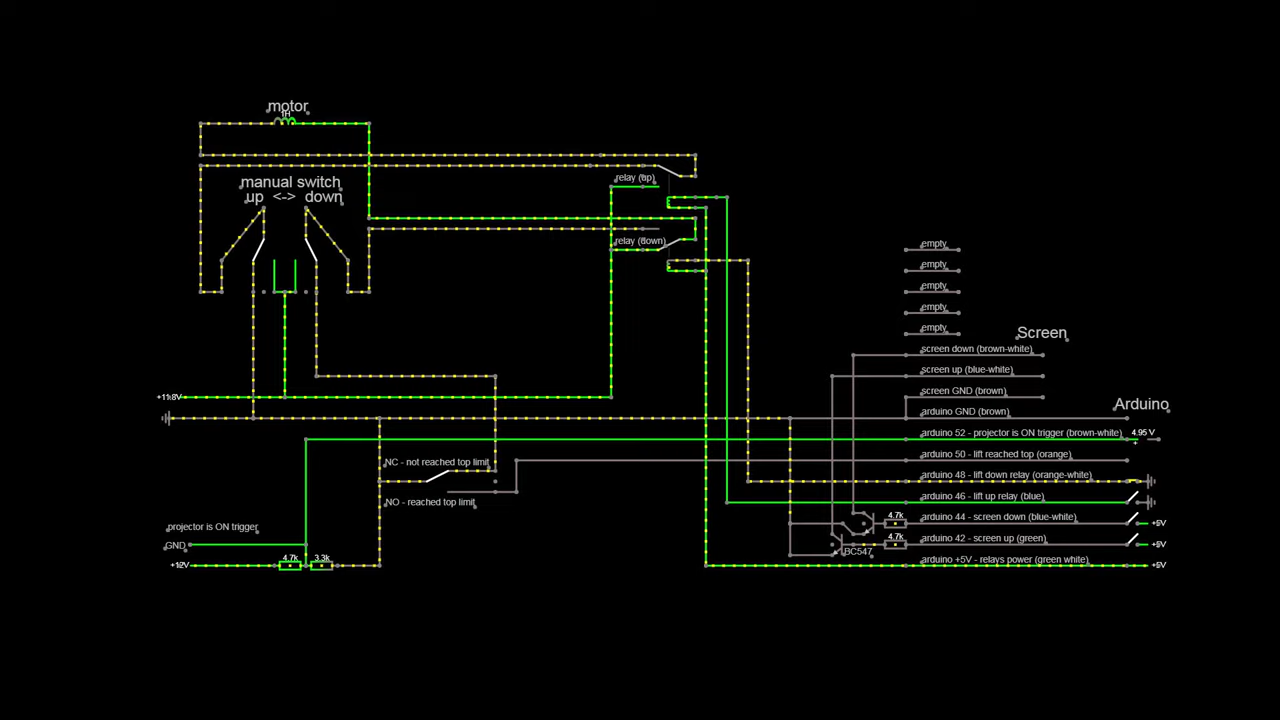 motor
1H
manual switch
up <-> down
relay (up)
relay (down)
empty
empty
empty
empty
empty
Screen
screen down (brown-white)
screen up (blue-white)
screen GND (brown)
+11.8V
Arduino
arduino GND (brown)
arduino 52 - projector is ON trigger (brown-white)
4.95 V
+
arduino 50 - lift reached top (orange)
NC - not reached top limit
arduino 48 - lift down relay (orange-white)
arduino 46 - lift up relay (blue)
NO - reached top limit
4.7k
arduino 44 - screen down (blue-white)
+5V
projector is ON trigger
4.7k
arduino 42 - screen up (green)
+5V
GND
BC547
4.7k
3.3k
arduino +5V - relays power (green white)
+12V
+5V